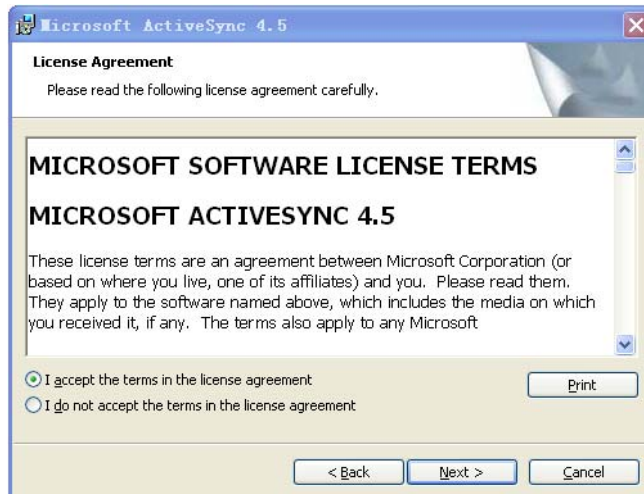 Microsoft ActiveSync 4.5
License Agreement
Please read the following license agreement carefully.
MICROSOFT SOFTWARE LICENSE TERMS
MICROSOFT ACTIVESYNC 4.5
These license terms are an agreement between Microsoft Corporation (or
based on where you live, one of its affiliates) and you.  Please read them.
They apply to the software named above, which includes the media on which
you received it, if any.  The terms also apply to any Microsoft
I accept the terms in the license agreement
Print
I do not accept the terms in the license agreement
< Back
Next >
Cancel